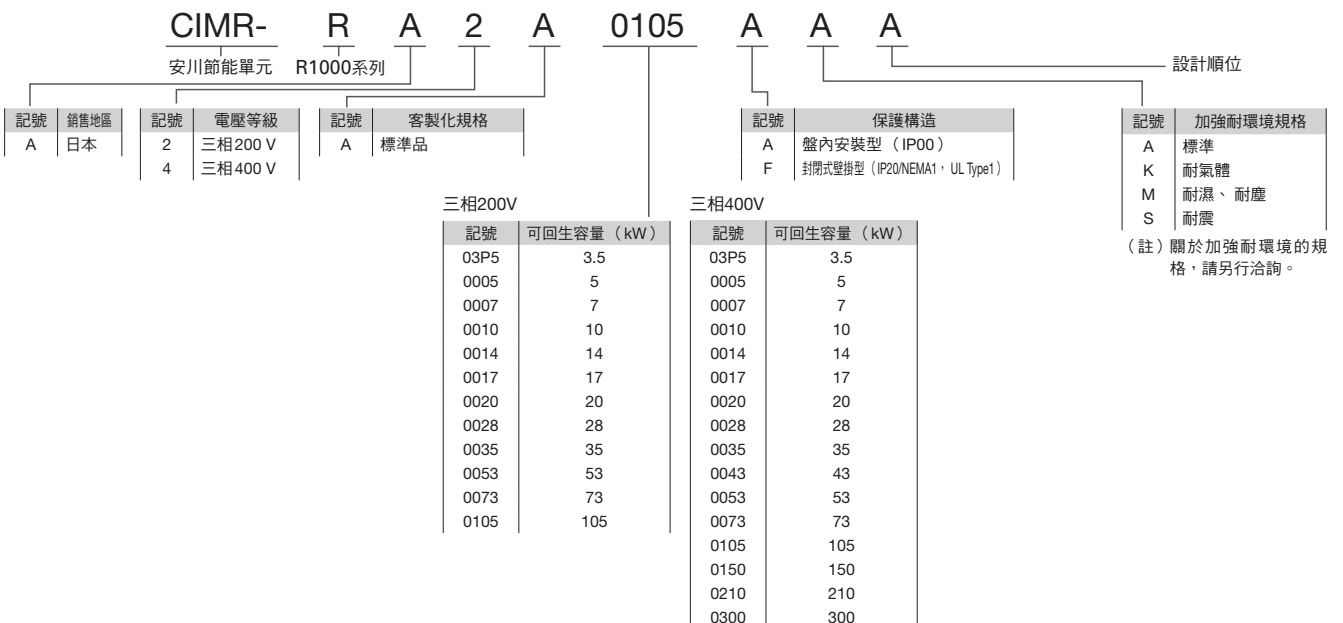 CIMR- R A 2 A 0105 A A A
安川節能單元 R1000系列 設計順位
記號 銷售地區
A 日本
記號 電壓等級
2 三相200 V
4 三相400 V
記號 客製化規格
A 標準品
記號 保護構造
A 盤內安裝型（IP00）
F 封閉式壁掛型（IP20/NEMA1，UL Type1）
記號 加強耐環境規格
A 標準
K 耐氣體
M 耐濕、耐塵
S 耐震
（註）關於加強耐環境的規
格，請另行洽詢。
三相200V
記號 可回生容量（kW）
03P5 3.5
0005 5
0007 7
0010 10
0014 14
0017 17
0020 20
0028 28
0035 35
0053 53
0073 73
0105 105
三相400V
記號 可回生容量（kW）
03P5 3.5
0005 5
0007 7
0010 10
0014 14
0017 17
0020 20
0028 28
0035 35
0043 43
0053 53
0073 73
0105 105
0150 150
0210 210
0300 300